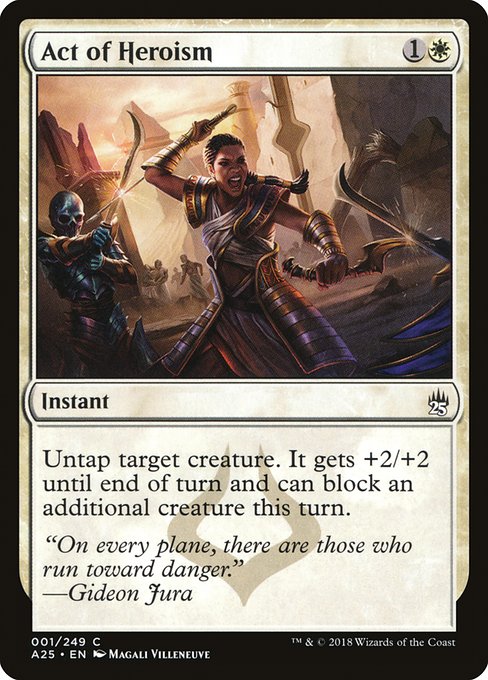 Act of Heroism 1
Instant
25
Untap target creature. It gets +2/+2
until end of turn and can block an
additional creature this turn.
“On every plane, there are those who
run toward danger.”
—Gideon Jura
001/249 C
A25 • EN Magali Villeneuve
™ & © 2018 Wizards of the Coast